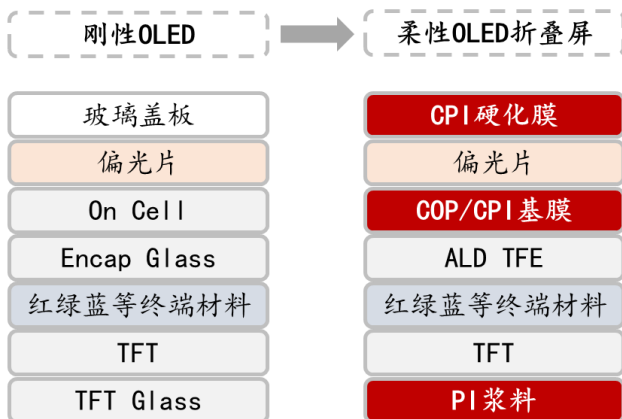 刚性OLED
柔性OLED折叠屏
玻璃盖板
CPI硬化膜
偏光片
偏光片
On Cell
COP/CPI基膜
Encap Glass
ALD TFE
红绿蓝等终端材料
红绿蓝等终端材料
TFT
TFT
TFT Glass
PI浆料